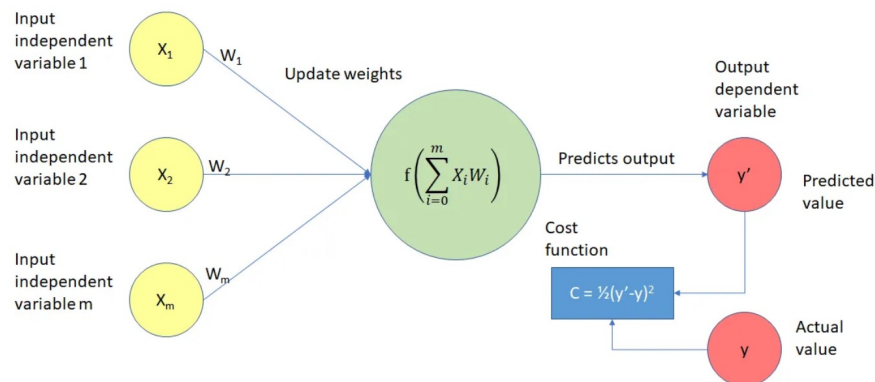 Input
independent
variable 1
X₁
W₁
Update weights
Input
independent
variable 2
X₂
W₂
Input
independent
variable m
Xₘ
Wₘ
f(∑ᵢ₌₀ᵐ XᵢWᵢ)
Predicts output
Output
dependent
variable
y’
Predicted
value
Cost
function
C = ½(y’-y)²
Actual
value
y